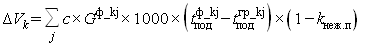 ΔV_k = ∑_j c × G^{ф_kj} × 1000 × (t_{под}^{ф_kj} − t_{под}^{гр_kj}) × (1 − k_{неж.п})